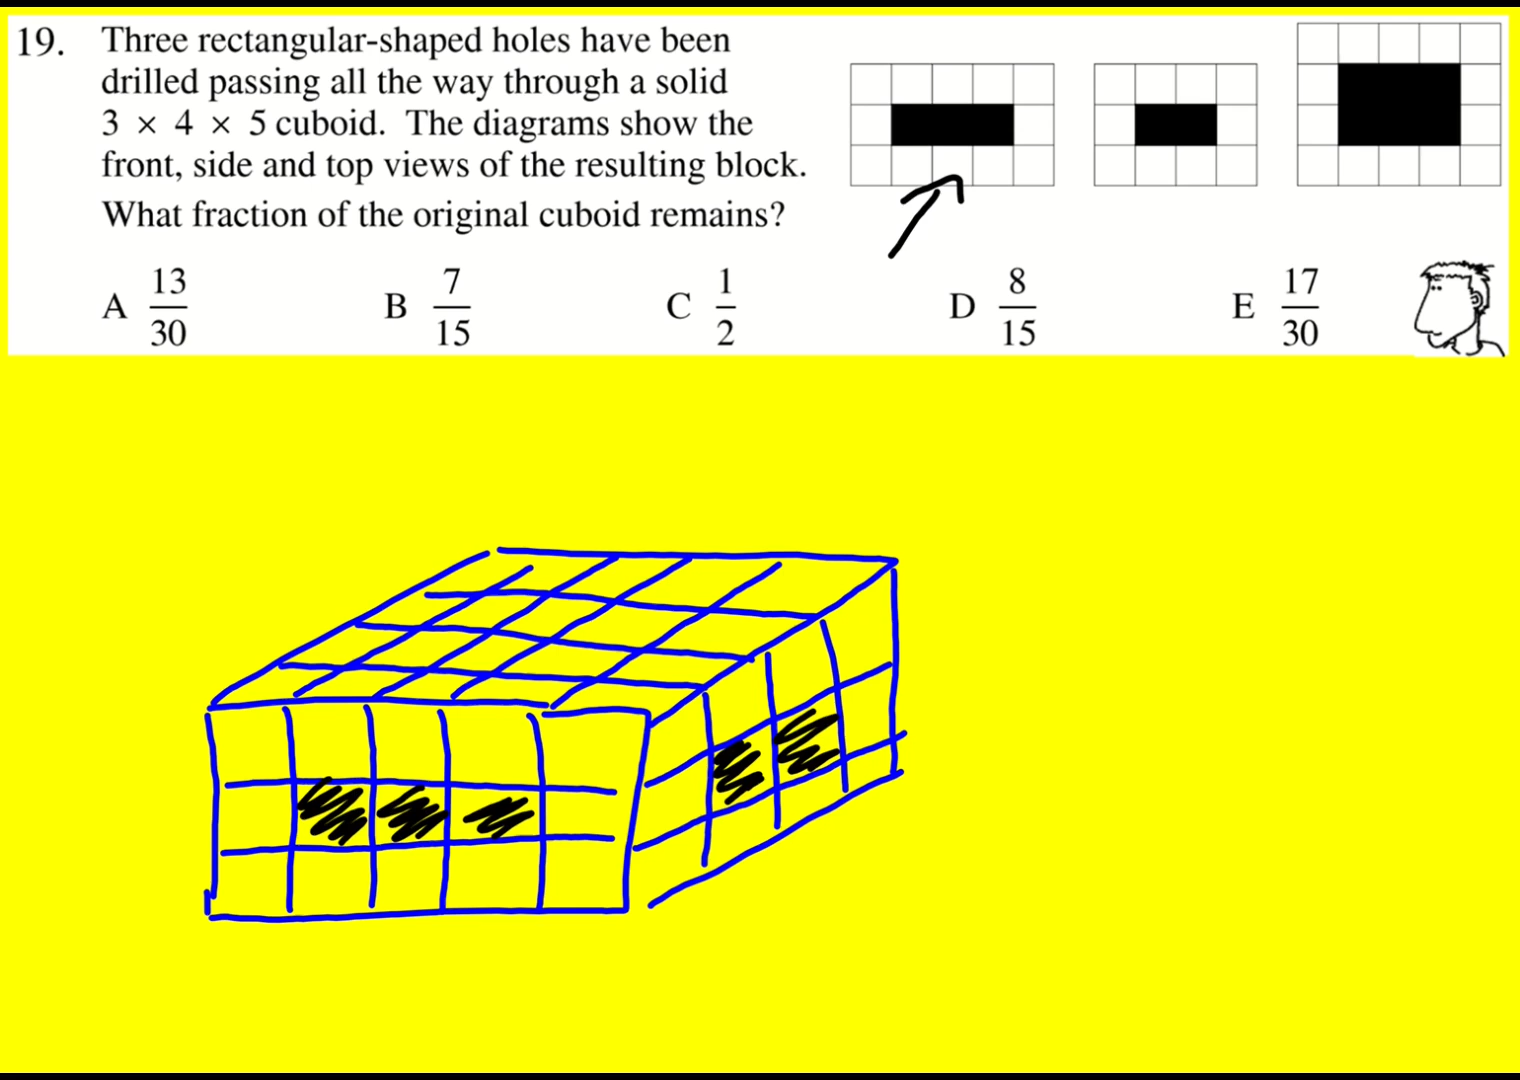 19. Three rectangular-shaped holes have been
drilled passing all the way through a solid
3 × 4 × 5 cuboid. The diagrams show the
front, side and top views of the resulting block.
What fraction of the original cuboid remains?
A 13/30 B 7/15 C 1/2 D 8/15 E 17/30